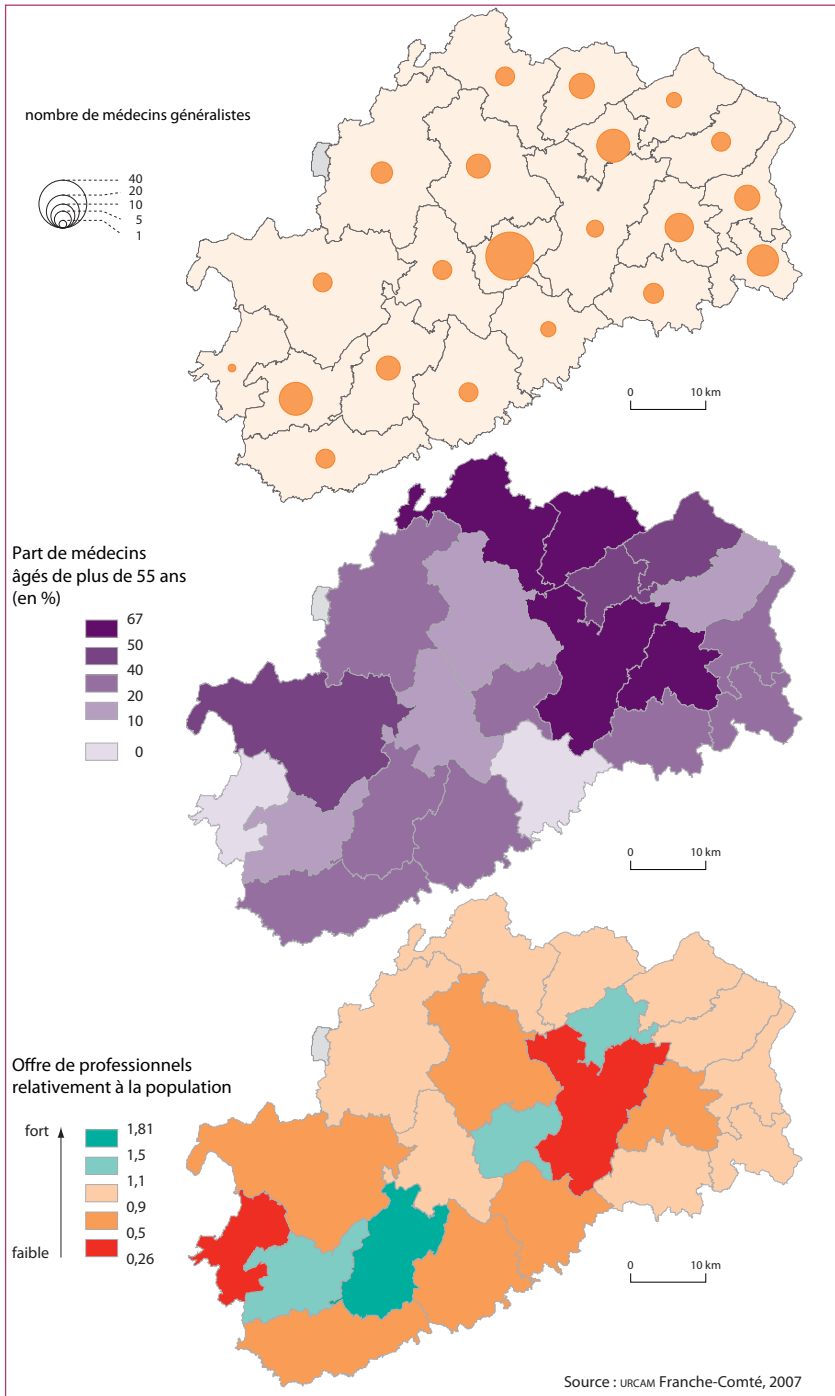 nombre de médecins généralistes
40
20
10
5
1
0 10 km
Part de médecins
âgés de plus de 55 ans
(en %)
67
50
40
20
10
0
0 10 km
Offre de professionnels
relativement à la population
fort
faible
1,81
1,5
1,1
0,9
0,5
0,26
0 10 km
Source : URCAM Franche-Comté, 2007